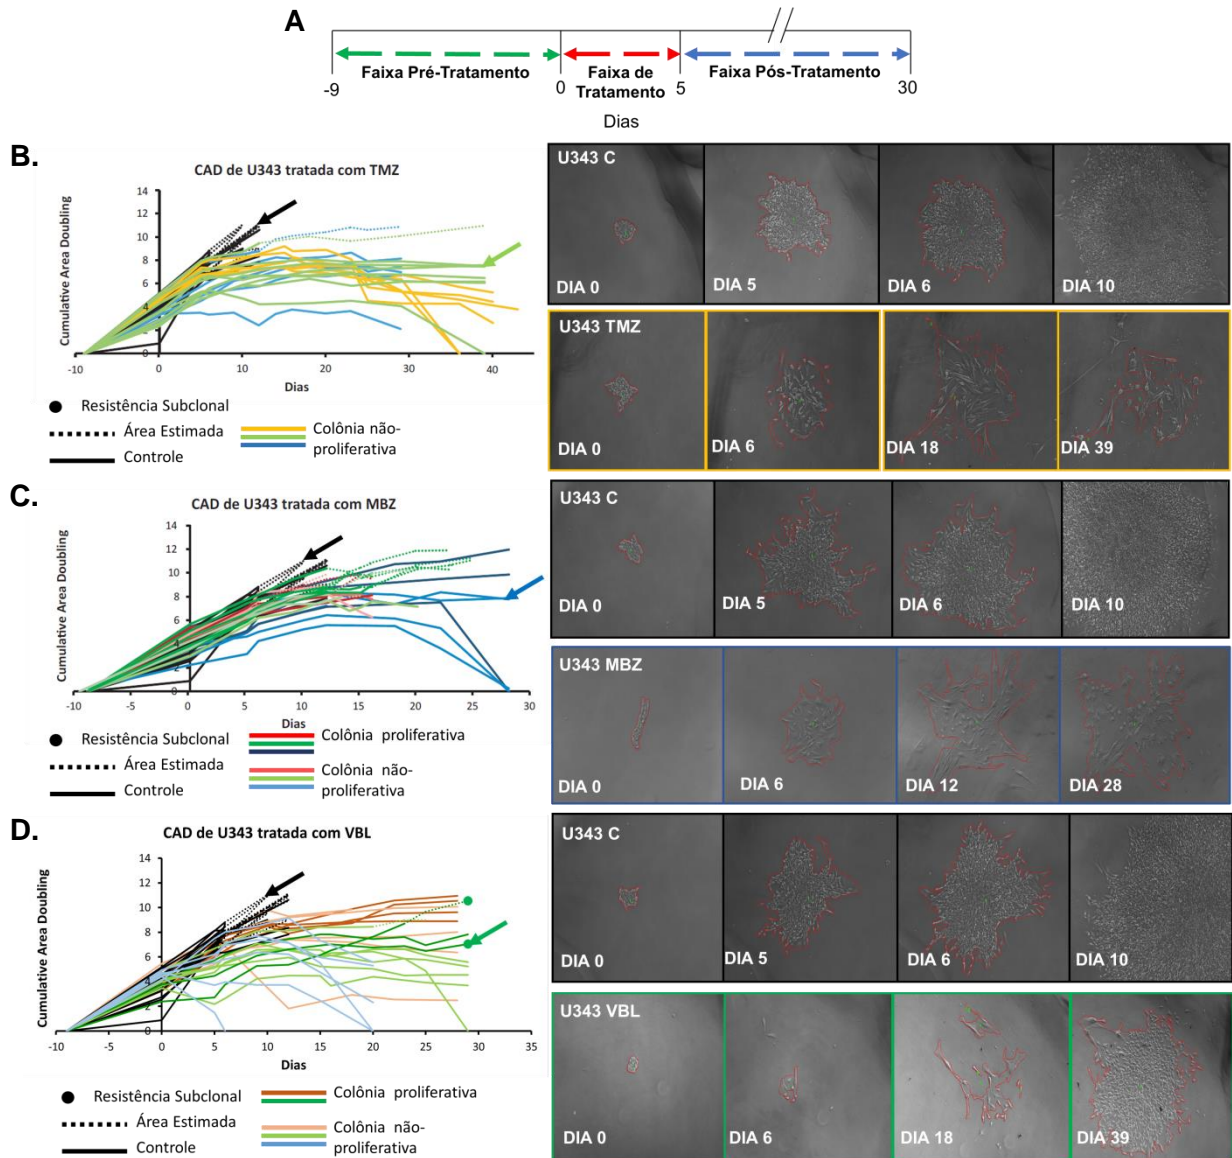 A
Faixa Pré-Tratamento
Faixa de
Tratamento
Faixa Pós-Tratamento
-9
0
5
30
Dias
B.
CAD de U343 tratada com TMZ
Cumulative Area Doubling
14
12
10
8
6
4
2
0
-10
0
10
20
30
40
Dias
Resistência Subclonal
Área Estimada
Controle
Colônia não-
proliferativa
U343 C
DIA 0
DIA 5
DIA 6
DIA 10
U343 TMZ
DIA 0
DIA 6
DIA 18
DIA 39
C.
CAD de U343 tratada com MBZ
Cumulative Area Doubling
14
12
10
8
6
4
2
0
-10
-5
0
5
10
15
20
25
30
Dias
Resistência Subclonal
Área Estimada
Controle
Colônia proliferativa
Colônia não-
proliferativa
U343 C
DIA 0
DIA 5
DIA 6
DIA 10
U343 MBZ
DIA 0
DIA 6
DIA 12
DIA 28
D.
CAD de U343 tratada com VBL
Cumulative Area Doubling
14
12
10
8
6
4
2
0
-10
-5
0
5
10
15
20
25
30
35
Dias
Resistência Subclonal
Área Estimada
Controle
Colônia proliferativa
Colônia não-
proliferativa
U343 C
DIA 0
DIA 5
DIA 6
DIA 10
U343 VBL
DIA 0
DIA 6
DIA 18
DIA 39